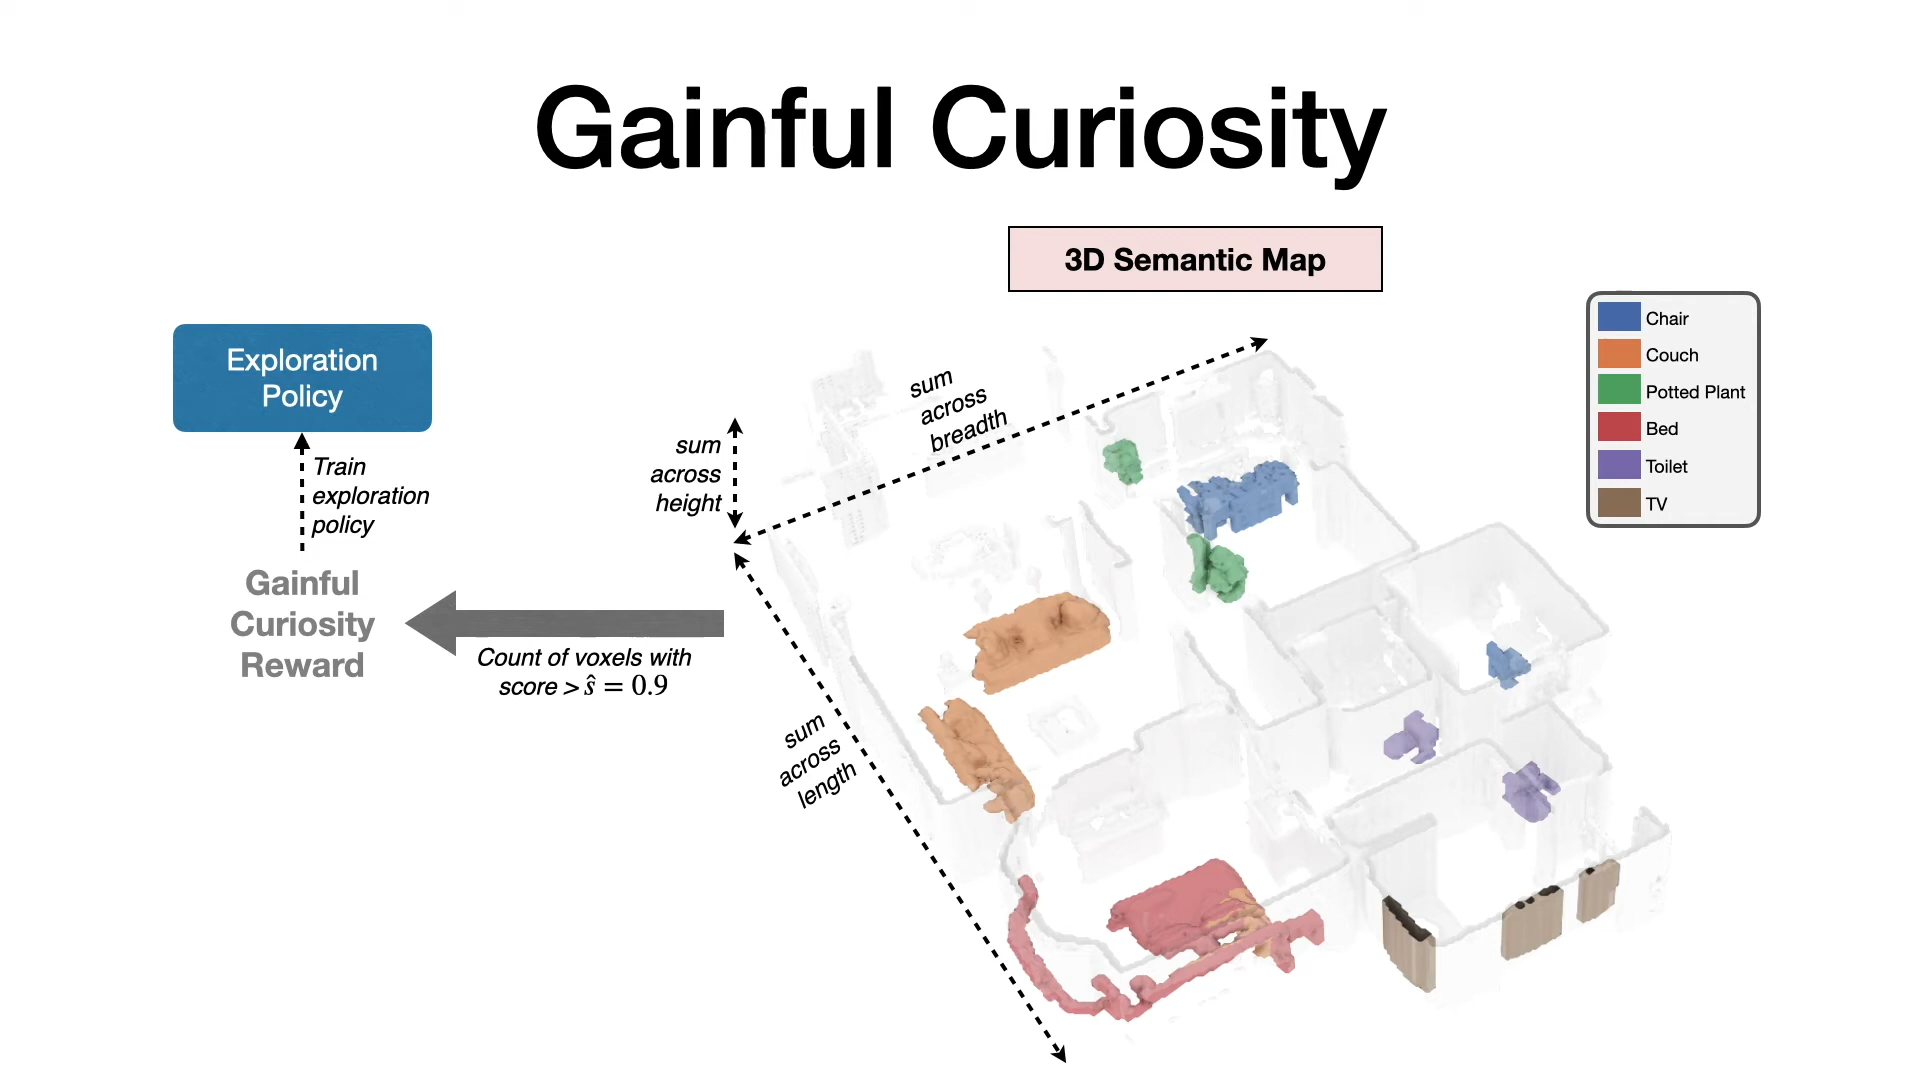 Gainful Curiosity
3D Semantic Map
Exploration
Policy
Train
exploration
policy
Gainful
Curiosity
Reward
Count of voxels with
score > ŝ = 0.9
sum
across
height
sum
across
breadth
sum
across
length
Chair
Couch
Potted Plant
Bed
Toilet
TV